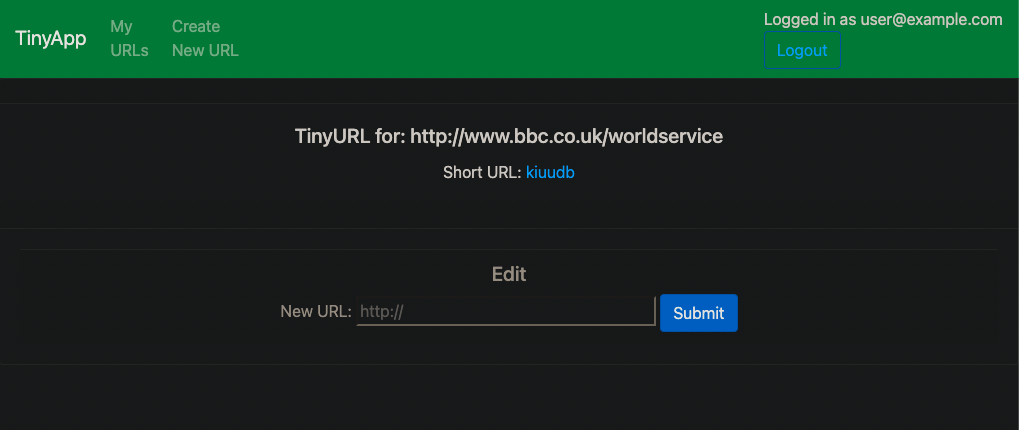 TinyApp
My
URLs
Create
New URL
Logged in as user@example.com
Logout
TinyURL for: http://www.bbc.co.uk/worldservice
Short URL: kiuudb
Edit
New URL: http:// Submit